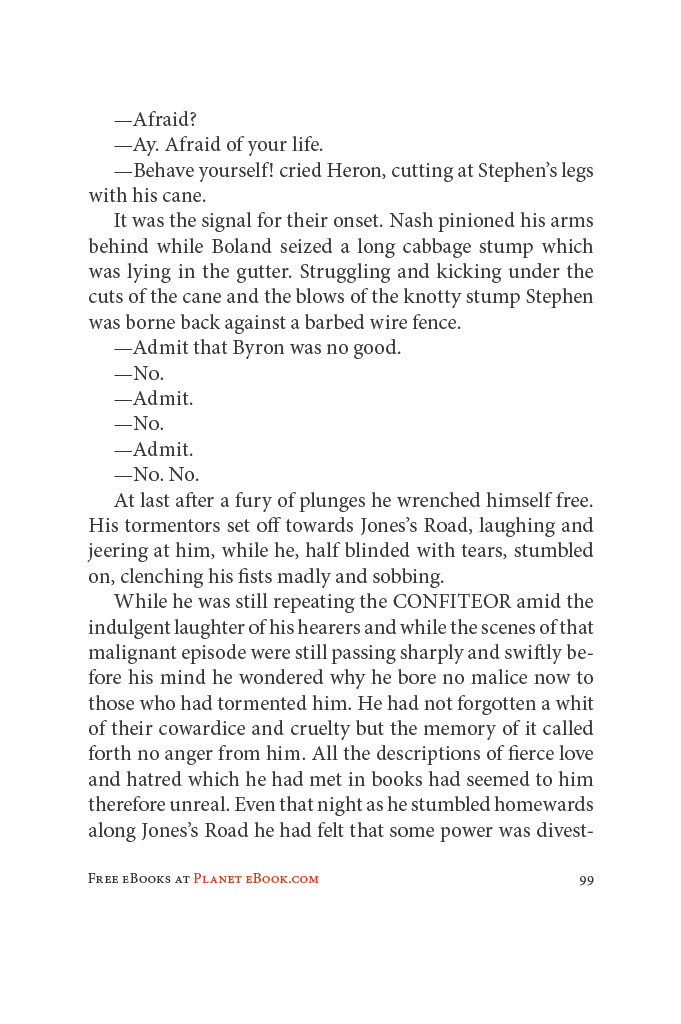 —Afraid?
—Ay. Afraid of your life.
—Behave yourself! cried Heron, cutting at Stephen’s legs
with his cane.
It was the signal for their onset. Nash pinioned his arms
behind while Boland seized a long cabbage stump which
was lying in the gutter. Struggling and kicking under the
cuts of the cane and the blows of the knotty stump Stephen
was borne back against a barbed wire fence.
—Admit that Byron was no good.
—No.
—Admit.
—No.
—Admit.
—No. No.
At last after a fury of plunges he wrenched himself free.
His tormentors set off towards Jones’s Road, laughing and
jeering at him, while he, half blinded with tears, stumbled
on, clenching his fists madly and sobbing.
While he was still repeating the CONFITEOR amid the
indulgent laughter of his hearers and while the scenes of that
malignant episode were still passing sharply and swiftly be-
fore his mind he wondered why he bore no malice now to
those who had tormented him. He had not forgotten a whit
of their cowardice and cruelty but the memory of it called
forth no anger from him. All the descriptions of fierce love
and hatred which he had met in books had seemed to him
therefore unreal. Even that night as he stumbled homewards
along Jones’s Road he had felt that some power was divest-
Free eBooks at Planet eBook.com 99